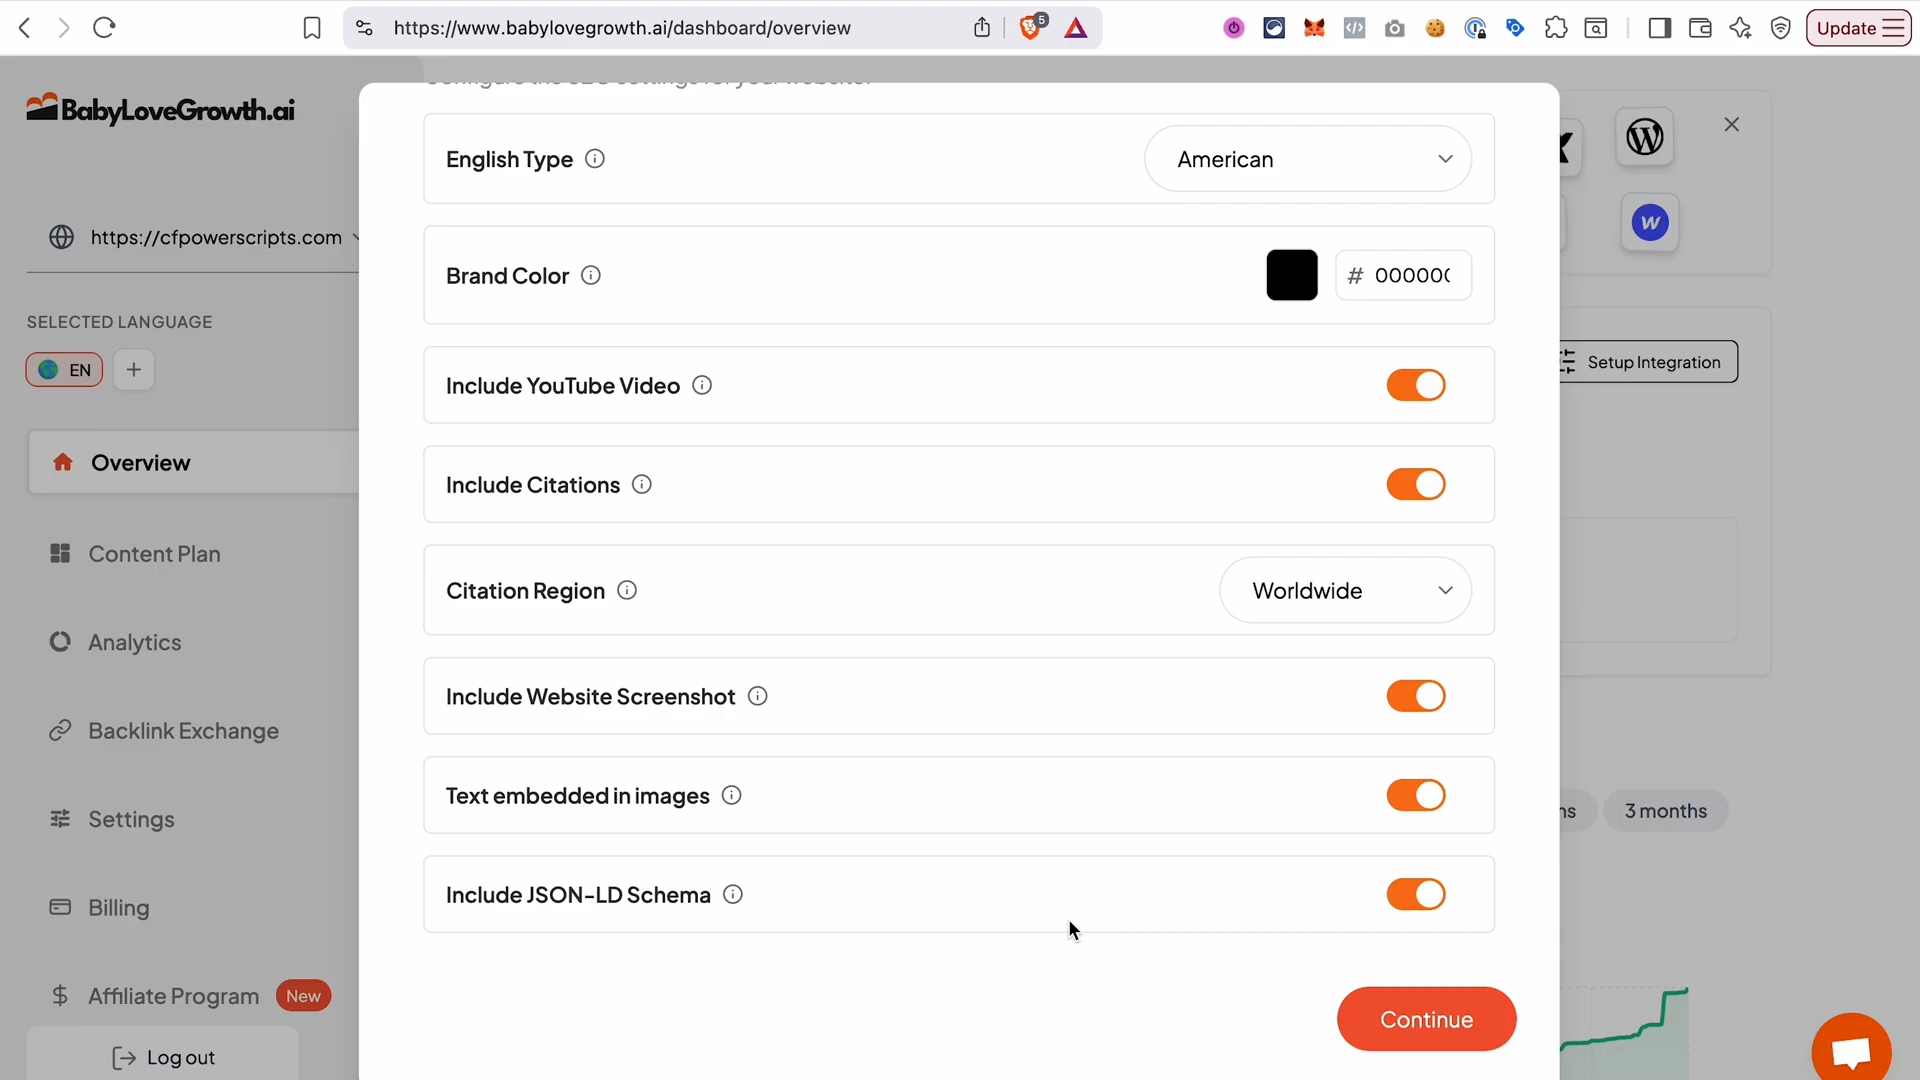 https://www.babylovegrowth.ai/dashboard/overview
5
Update
BabyLoveGrowth.ai
https://cfpowerscripts.com
SELECTED LANGUAGE
EN
Overview
Content Plan
Analytics
Backlink Exchange
Settings
Billing
Affiliate Program
New
Log out
English Type
American
Brand Color
# 000000
Include YouTube Video
Include Citations
Citation Region
Worldwide
Include Website Screenshot
Text embedded in images
Include JSON-LD Schema
Continue
Setup Integration
3 months